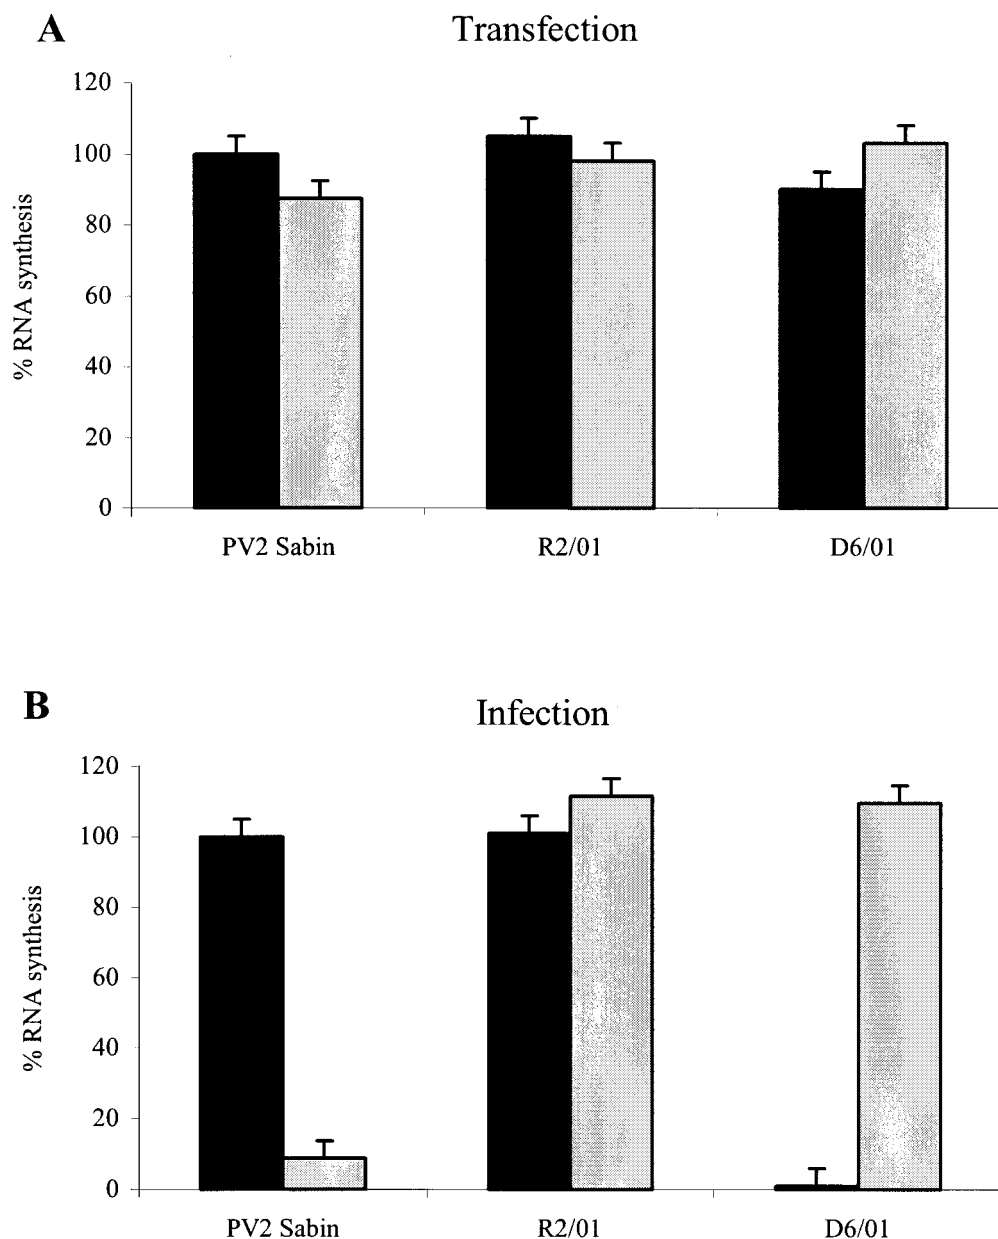 A
Transfection
120
100
80
60
40
20
0
% RNA synthesis
PV2 Sabin R2/01 D6/01
B
Infection
120
100
80
60
40
20
0
% RNA synthesis
PV2 Sabin R2/01 D6/01